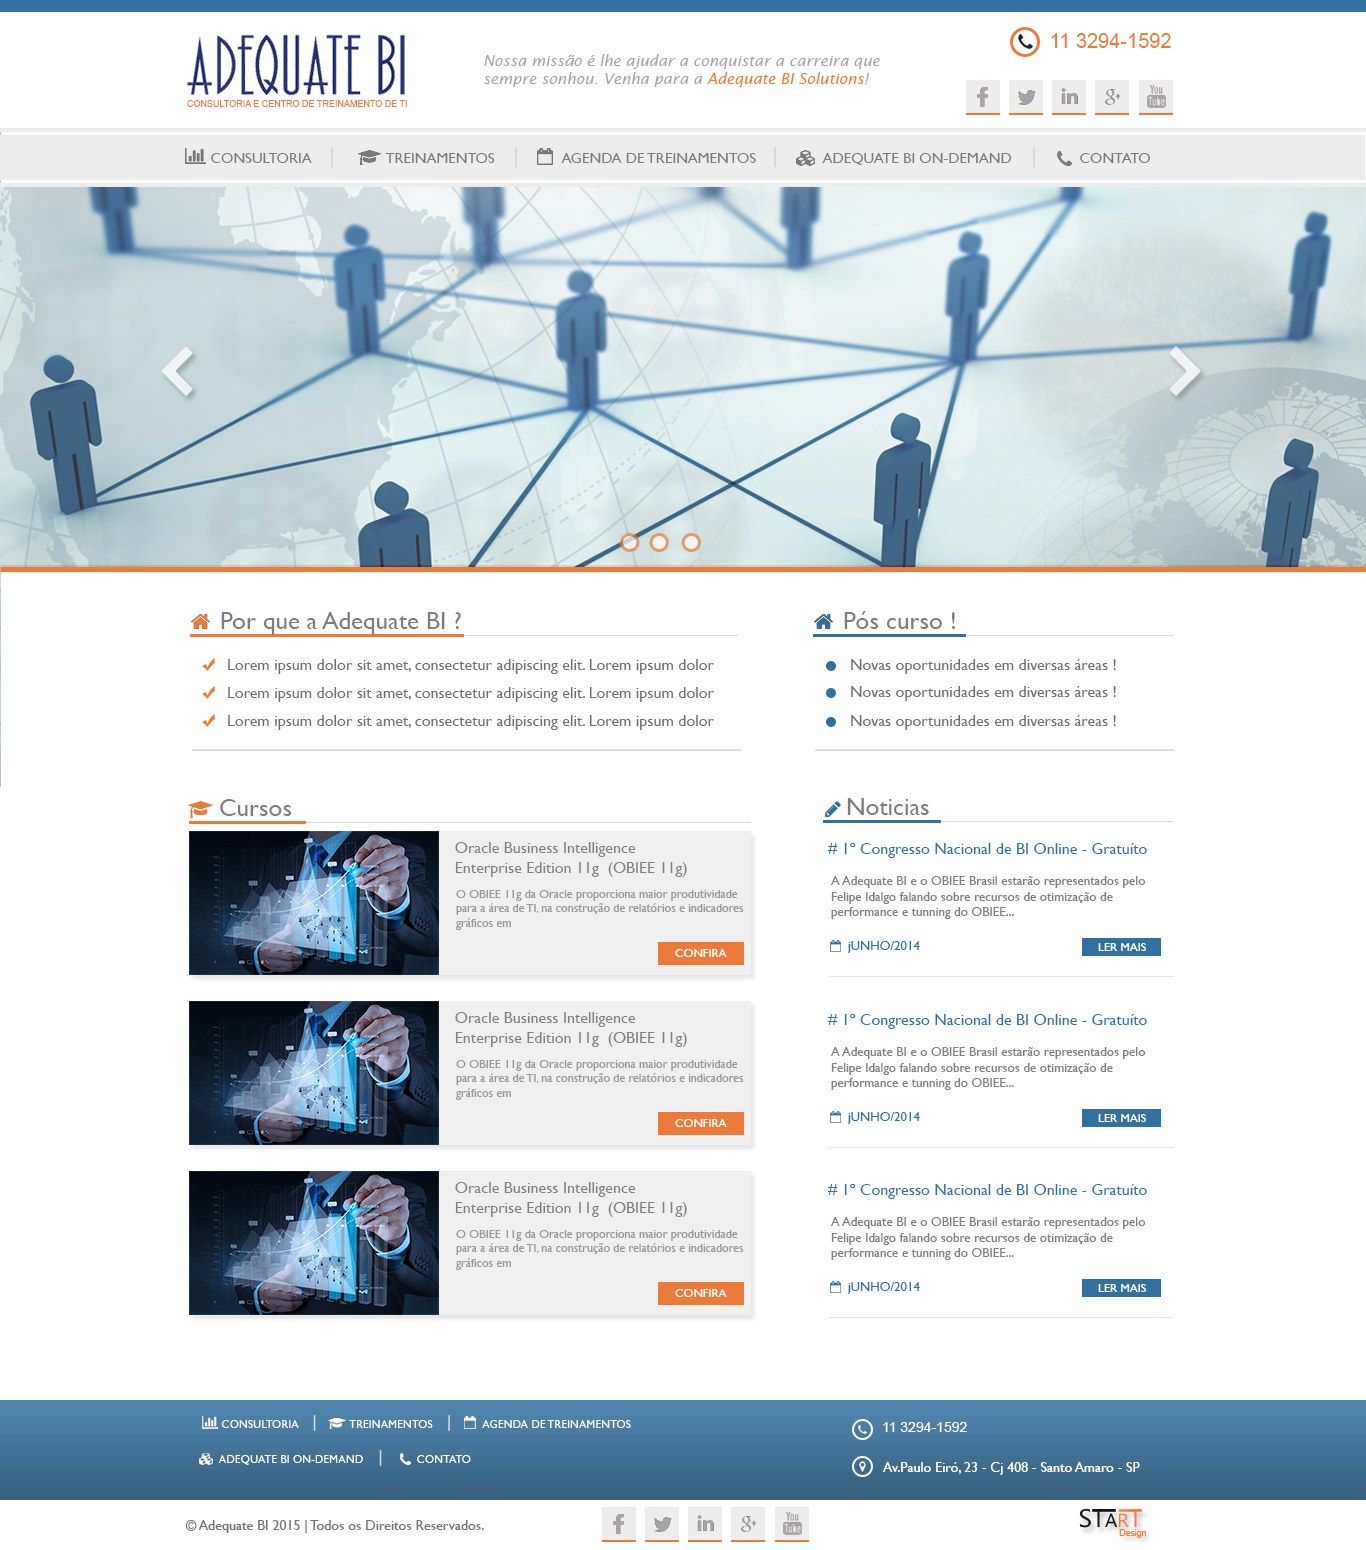 ADEQUATE BI
CONSULTORIA E CENTRO DE TREINAMENTO DE TI
Nossa missão é lhe ajudar a conquistar a carreira que
sempre sonhou. Venha para a Adequate BI Solutions!
11 3294-1592
f in g+ You Tube
CONSULTORIA TREINAMENTOS AGENDA DE TREINAMENTOS ADEQUATE BI ON-DEMAND CONTATO
Por que a Adequate BI ?
Lorem ipsum dolor sit amet, consectetur adipiscing elit. Lorem ipsum dolor
Lorem ipsum dolor sit amet, consectetur adipiscing elit. Lorem ipsum dolor
Lorem ipsum dolor sit amet, consectetur adipiscing elit. Lorem ipsum dolor
Pós curso !
Novas oportunidades em diversas áreas !
Novas oportunidades em diversas áreas !
Novas oportunidades em diversas áreas !
Cursos
Oracle Business Intelligence
Enterprise Edition 11g (OBIEE 11g)
O OBIEE 11g da Oracle proporciona maior produtividade
para a área de TI, na construção de relatórios e indicadores
gráficos em
CONFIRA
Oracle Business Intelligence
Enterprise Edition 11g (OBIEE 11g)
O OBIEE 11g da Oracle proporciona maior produtividade
para a área de TI, na construção de relatórios e indicadores
gráficos em
CONFIRA
Oracle Business Intelligence
Enterprise Edition 11g (OBIEE 11g)
O OBIEE 11g da Oracle proporciona maior produtividade
para a área de TI, na construção de relatórios e indicadores
gráficos em
CONFIRA
Noticias
# 1º Congresso Nacional de BI Online - Gratuíto
A Adequate BI e o OBIEE Brasil estarão representados pelo
Felipe Idalgo falando sobre recursos de otimização de
performance e tunning do OBIEE...
jUNHO/2014 LER MAIS
# 1º Congresso Nacional de BI Online - Gratuíto
A Adequate BI e o OBIEE Brasil estarão representados pelo
Felipe Idalgo falando sobre recursos de otimização de
performance e tunning do OBIEE...
jUNHO/2014 LER MAIS
# 1º Congresso Nacional de BI Online - Gratuíto
A Adequate BI e o OBIEE Brasil estarão representados pelo
Felipe Idalgo falando sobre recursos de otimização de
performance e tunning do OBIEE...
jUNHO/2014 LER MAIS
CONSULTORIA | TREINAMENTOS | AGENDA DE TREINAMENTOS
ADEQUATE BI ON-DEMAND | CONTATO
11 3294-1592
Av.Paulo Eiró, 23 - Cj 408 - Santo Amaro - SP
© Adequate BI 2015 | Todos os Direitos Reservados.
f in g+ You Tube
START
Design